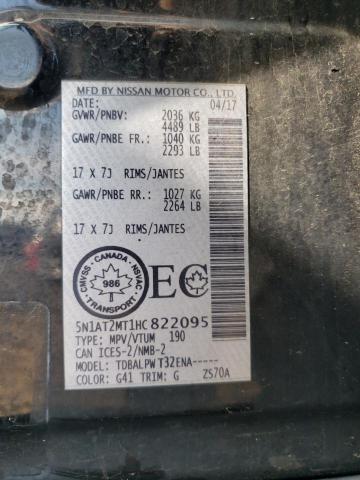 MFD BY NISSAN MOTOR CO., LTD.
DATE: 04/17
GVWR/PNBV: 2036 KG
4489 LB
GAWR/PNBE FR.: 1040 KG
2293 LB
17 X 7J RIMS/JANTES
GAWR/PNBE RR.: 1027 KG
2264 LB
17 X 7J RIMS/JANTES
CMVSS - CANADA - NSVAC
986
TRANSPORT
EC
5N1AT2MT1HC822095
TYPE: MPV/VTUM 190
CAN ICES-2/NMB-2
MODEL: TDBALPWT32ENA-----
COLOR: G41 TRIM: G ZS70A